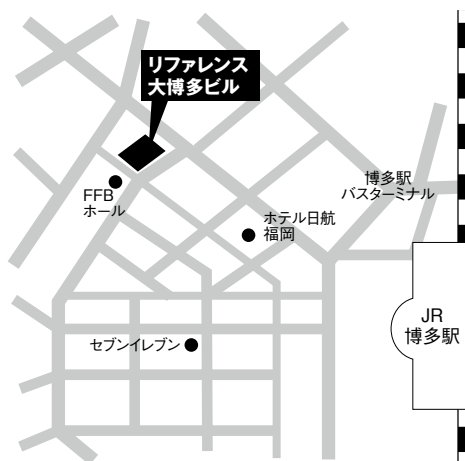 リファレンス
大博多ビル
FFB
ホール
博多駅
バスターミナル
ホテル日航
福岡
JR
博多駅
セブンイレブン